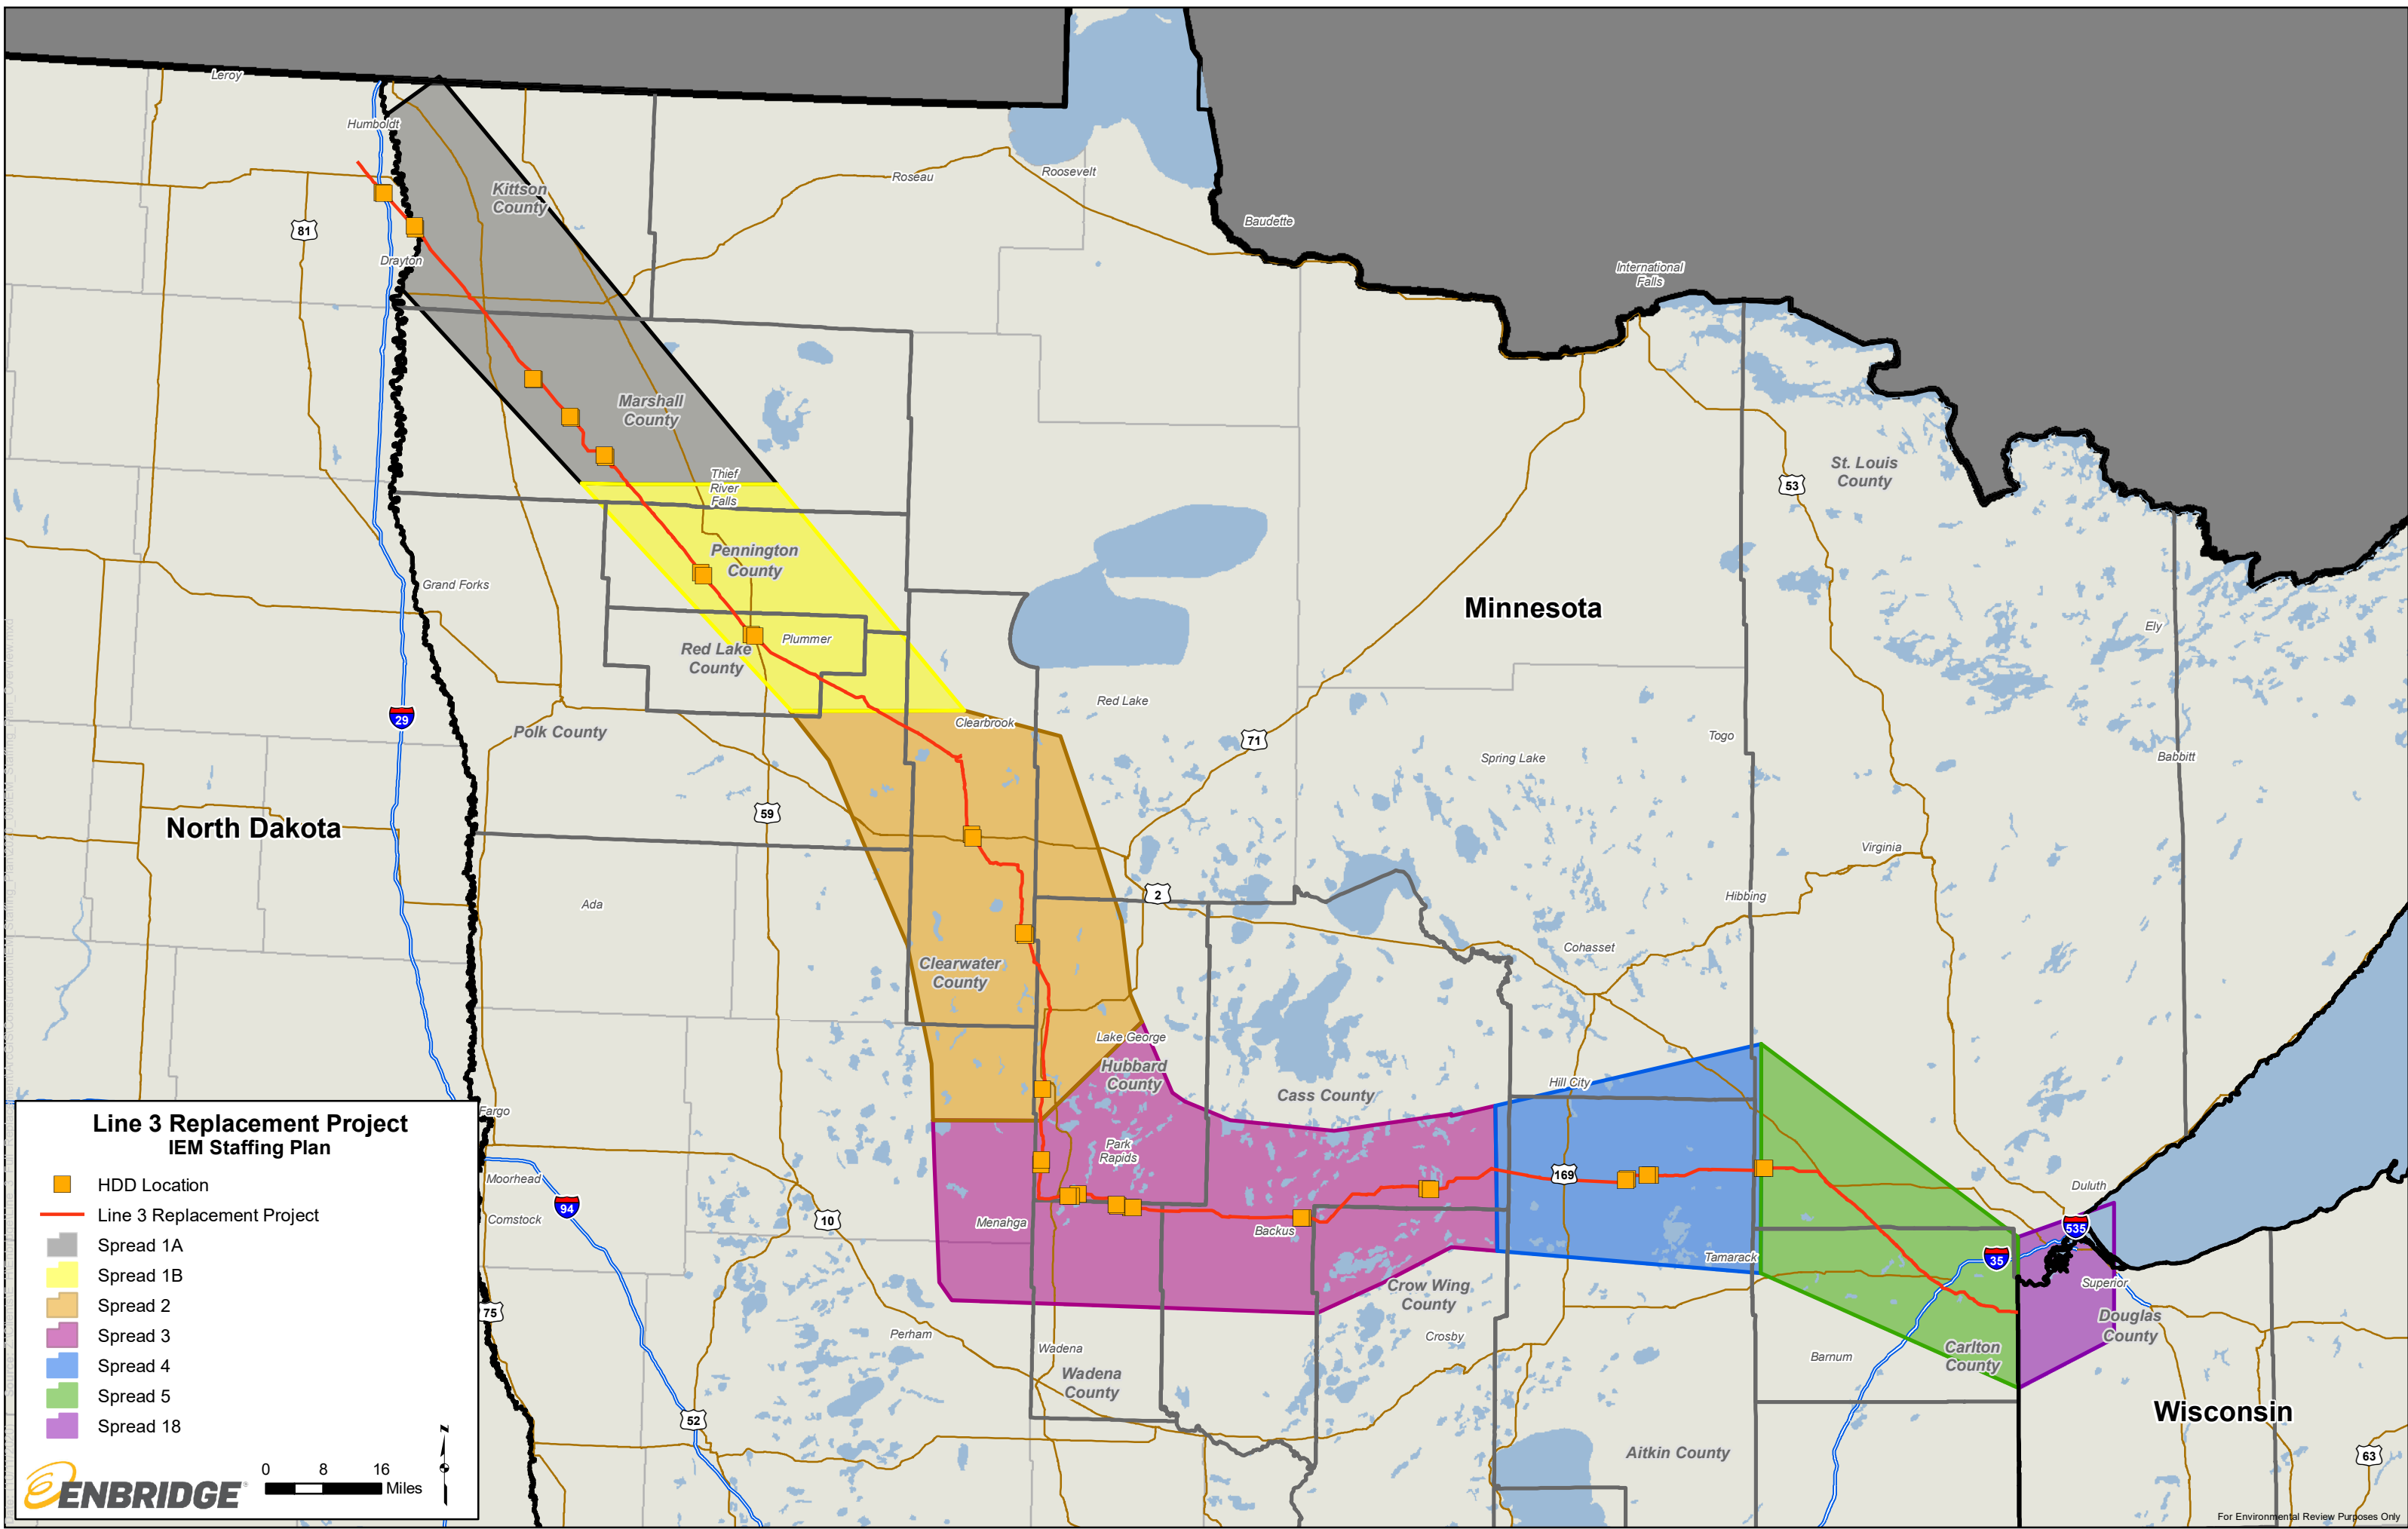 Leroy
Humboldt
Kittson
County
Roseau
Roosevelt
81
Baudette
Drayton
International
Falls
Marshall
County
St. Louis
County
Thief
River
Falls
53
Pennington
County
Grand Forks
Minnesota
Ely
Plummer
Red Lake
County
Red Lake
29
Clearbrook
Polk County
71
Togo
Spring Lake
Babbitt
59
North Dakota
Virginia
2
Hibbing
Ada
Cohasset
Clearwater
County
Lake George
Hubbard
County
Hill City
Cass County
Fargo
Park
Rapids
169
Moorhead
Duluth
94
Comstock
10
Menahga
Backus
535
Tamarack
35
Superior
Crow Wing
County
75
Douglas
County
Perham
Crosby
Wadena
Carlton
County
Barnum
Wadena
County
52
Wisconsin
Aitkin County
63
Line 3 Replacement Project
IEM Staffing Plan
HDD Location
Line 3 Replacement Project
Spread 1A
Spread 1B
Spread 2
Spread 3
Spread 4
Spread 5
Spread 18
N
0 8 16
Miles
ENBRIDGE®
For Environmental Review Purposes Only